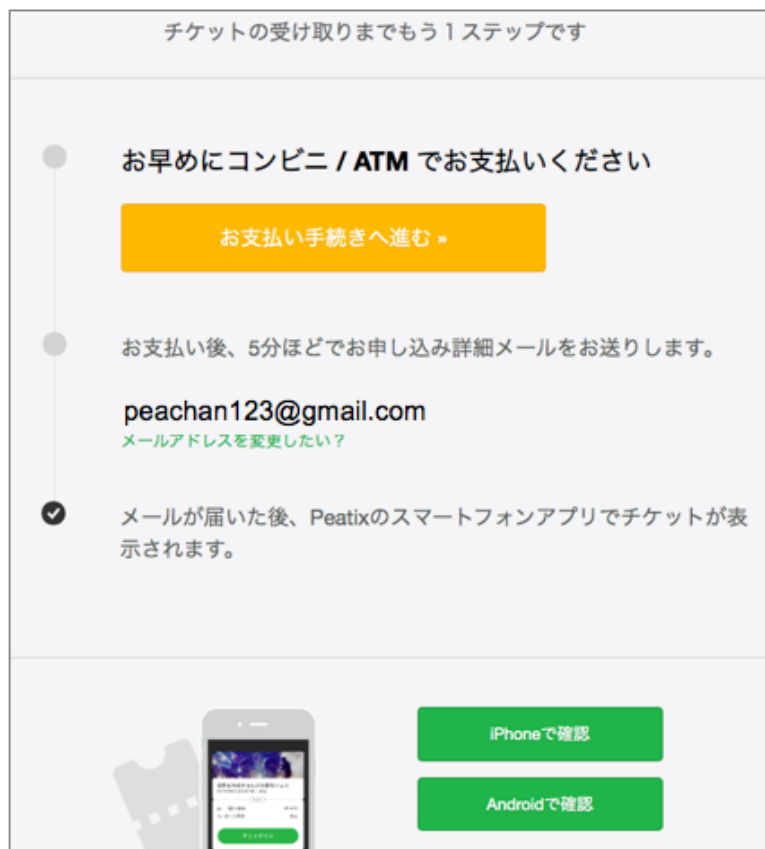 チケットの受け取りまでもう１ステップです
お早めにコンビニ / ATM でお支払いください
お支払い手続きへ進む »
お支払い後、5分ほどでお申し込み詳細メールをお送りします。
peachan123@gmail.com
メールアドレスを変更したい？
メールが届いた後、Peatixのスマートフォンアプリでチケットが表
示されます。
iPhoneで確認
Androidで確認